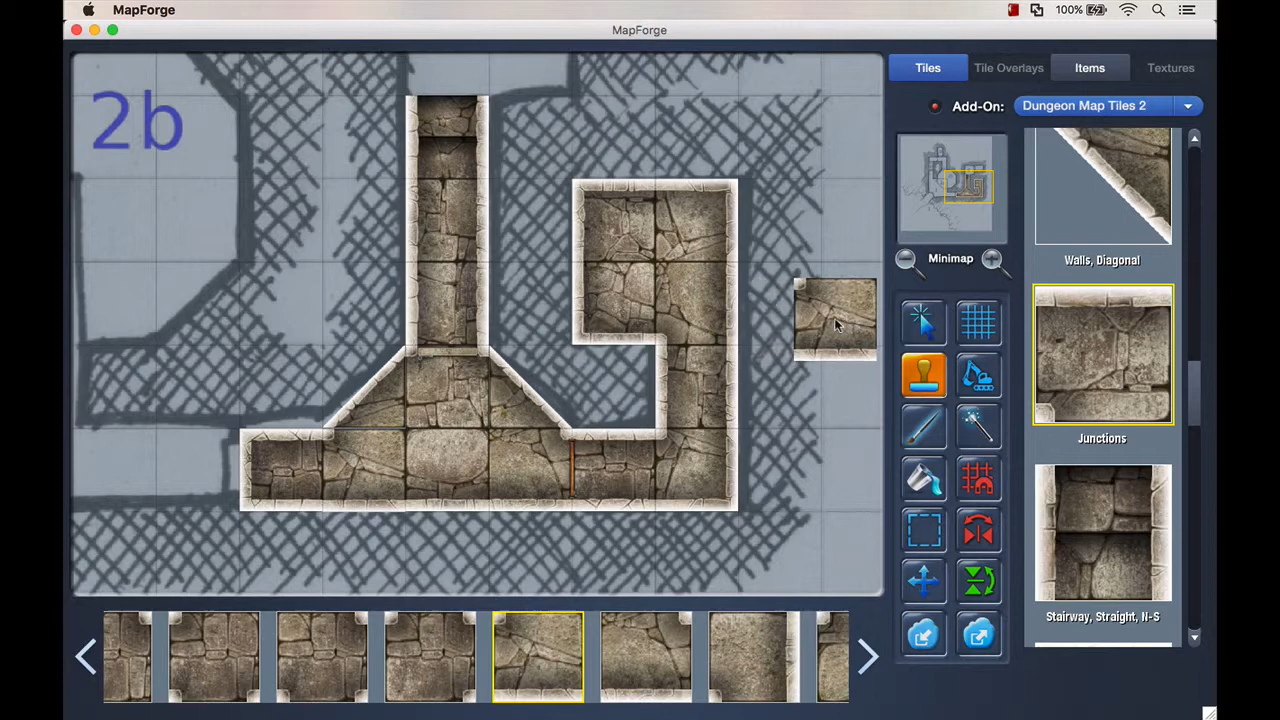 MapForge
100%
MapForge
2b
Tiles
Tile Overlays
Items
Textures
Add-On:
Dungeon Map Tiles 2
Minimap
Walls, Diagonal
Junctions
Stairway, Straight, N-S